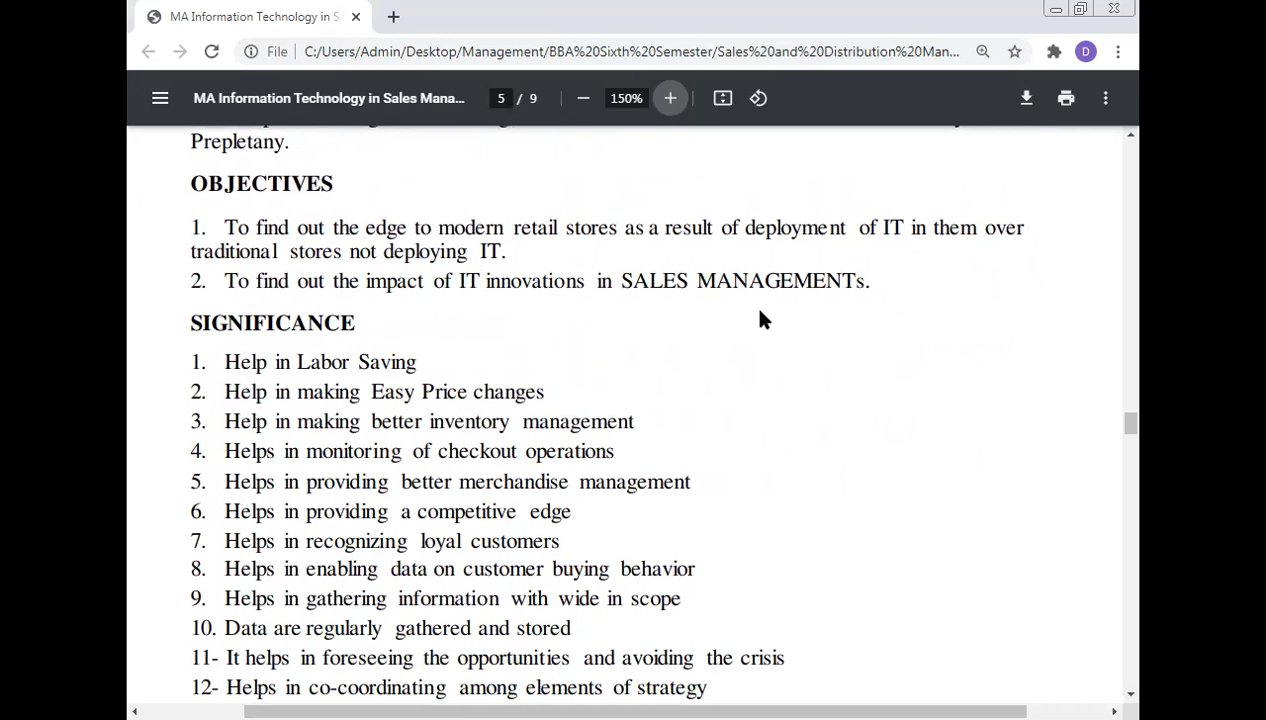 MA Information Technology in S
File
C:/Users/Admin/Desktop/Management/BBA%20Sixth%20Semester/Sales%20and%20Distribution%20Man...
D
MA Information Technology in Sales Mana...
5 / 9
150%
Prepletany.
OBJECTIVES
1. To find out the edge to modern retail stores as a result of deployment of IT in them over
traditional stores not deploying IT.
2. To find out the impact of IT innovations in SALES MANAGEMENTs.
SIGNIFICANCE
1. Help in Labor Saving
2. Help in making Easy Price changes
3. Help in making better inventory management
4. Helps in monitoring of checkout operations
5. Helps in providing better merchandise management
6. Helps in providing a competitive edge
7. Helps in recognizing loyal customers
8. Helps in enabling data on customer buying behavior
9. Helps in gathering information with wide in scope
10. Data are regularly gathered and stored
11- It helps in foreseeing the opportunities and avoiding the crisis
12- Helps in co-coordinating among elements of strategy